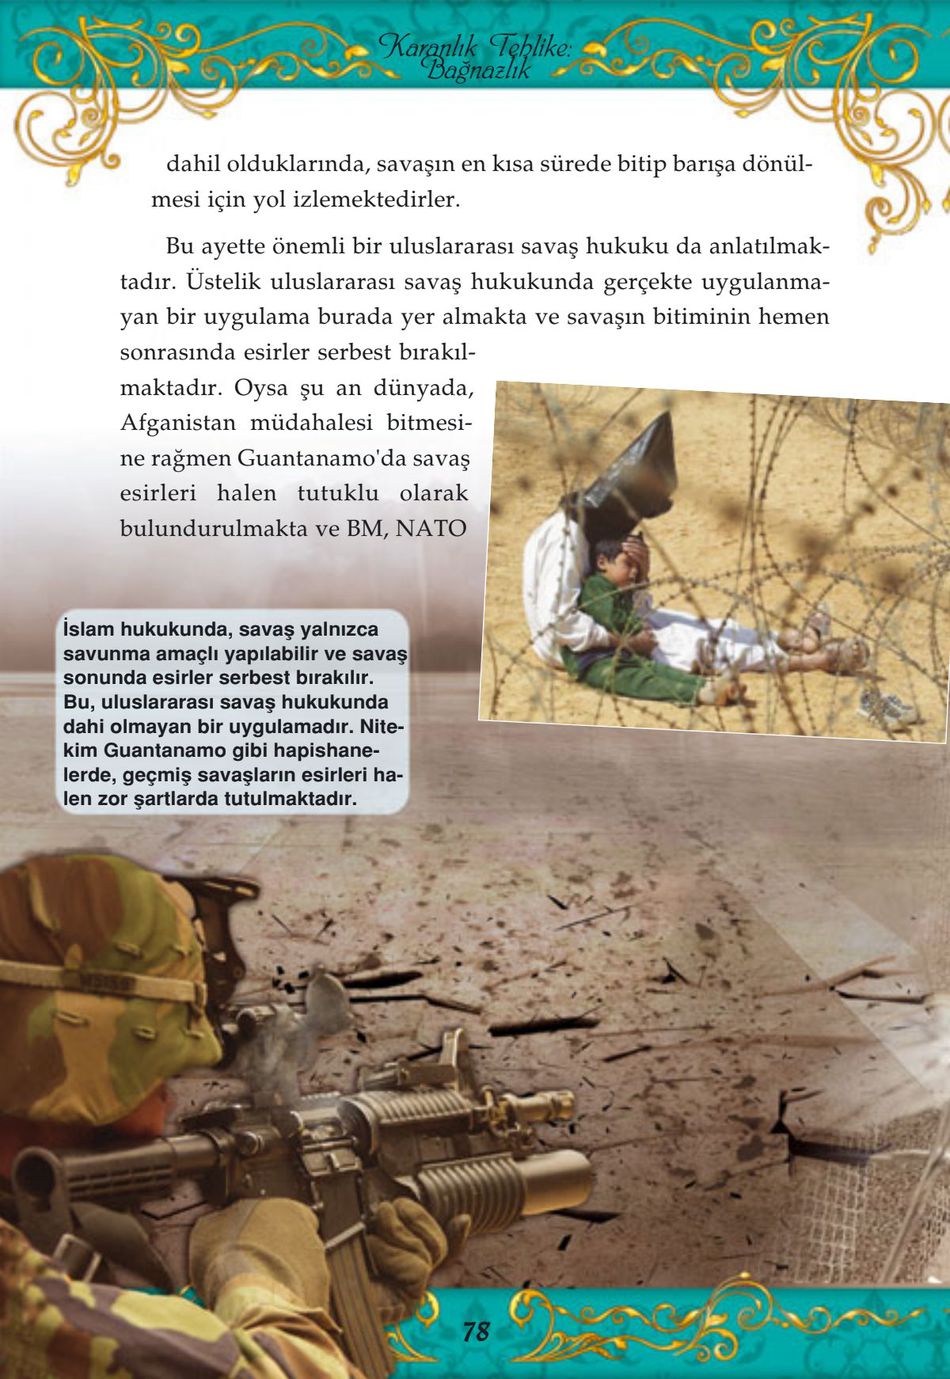 Karanlık Tehlike:
Bağnazlık
dahil olduklarında, savaşın en kısa sürede bitip barışa dönül-
mesi için yol izlemektedirler.
Bu ayette önemli bir uluslararası savaş hukuku da anlatılmak-
tadır. Üstelik uluslararası savaş hukukunda gerçekte uygulanma-
yan bir uygulama burada yer almakta ve savaşın bitiminin hemen
sonrasında esirler serbest bırakıl-
maktadır. Oysa şu an dünyada,
Afganistan müdahalesi bitmesi-
ne rağmen Guantanamo'da savaş
esirleri halen tutuklu olarak
bulundurulmakta ve BM, NATO
İslam hukukunda, savaş yalnızca
savunma amaçlı yapılabilir ve savaş
sonunda esirler serbest bırakılır.
Bu, uluslararası savaş hukukunda
dahi olmayan bir uygulamadır. Nite-
kim Guantanamo gibi hapishane-
lerde, geçmiş savaşların esirleri ha-
len zor şartlarda tutulmaktadır.
78